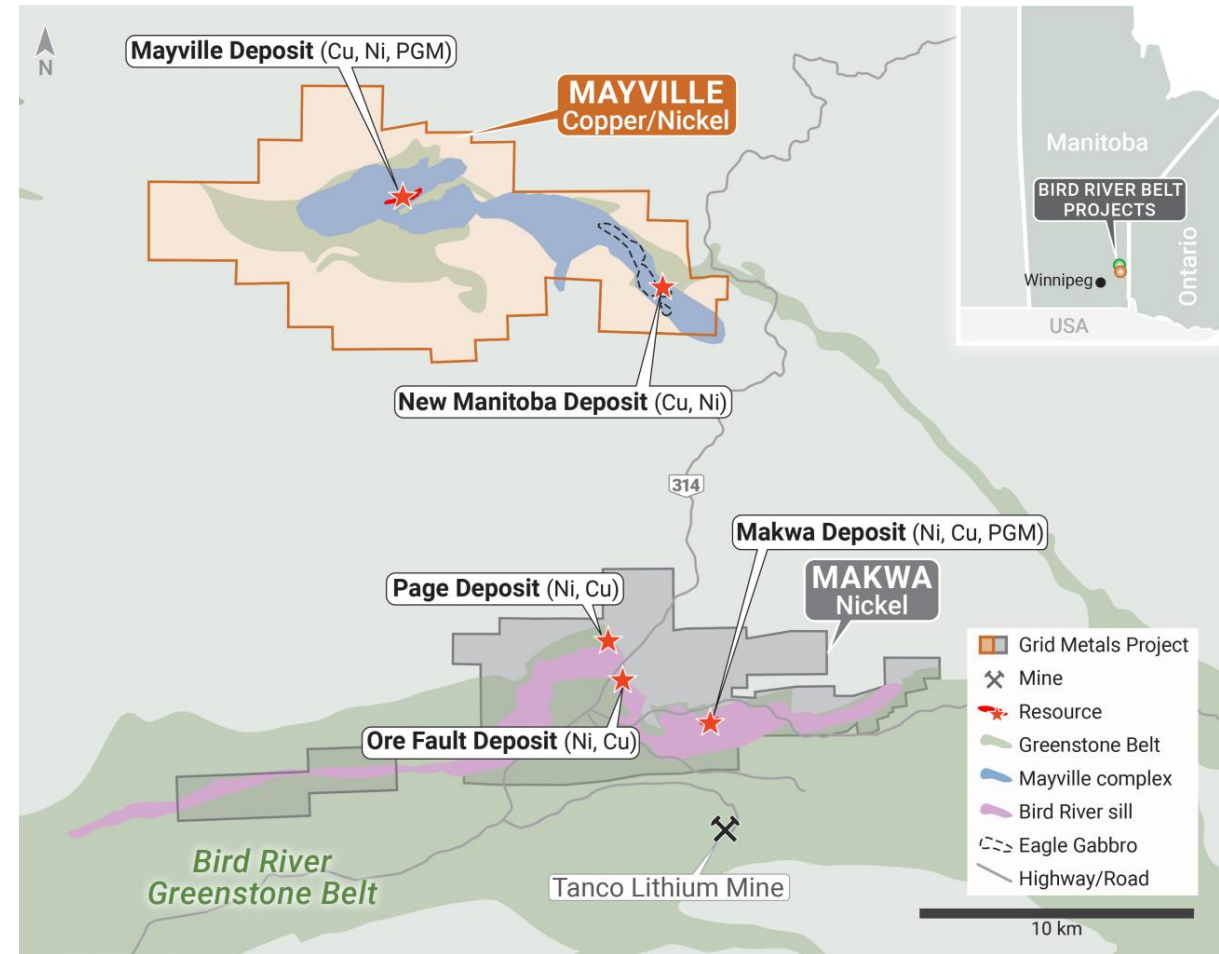 N
Mayville Deposit (Cu, Ni, PGM)
MAYVILLE
Copper/Nickel
New Manitoba Deposit (Cu, Ni)
314
Makwa Deposit (Ni, Cu, PGM)
Page Deposit (Ni, Cu)
MAKWA
Nickel
Ore Fault Deposit (Ni, Cu)
Bird River
Greenstone Belt
Tanco Lithium Mine
Manitoba
BIRD RIVER BELT
PROJECTS
Ontario
Winnipeg
USA
Grid Metals Project
Mine
Resource
Greenstone Belt
Mayville complex
Bird River sill
Eagle Gabbro
Highway/Road
10 km